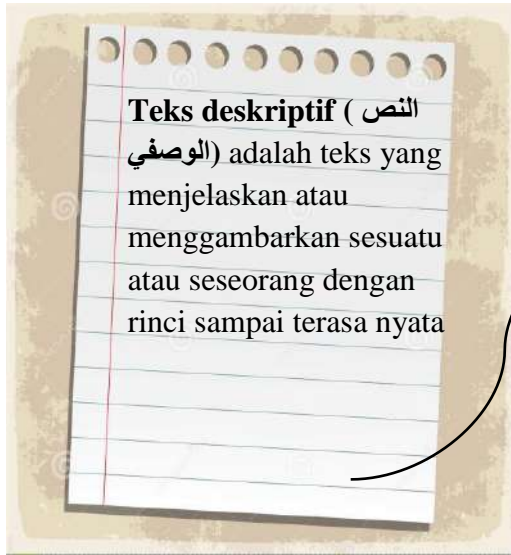 Teks deskriptif ( النص
الوصفي) adalah teks yang
menjelaskan atau
menggambarkan sesuatu
atau seseorang dengan
rinci sampai terasa nyata